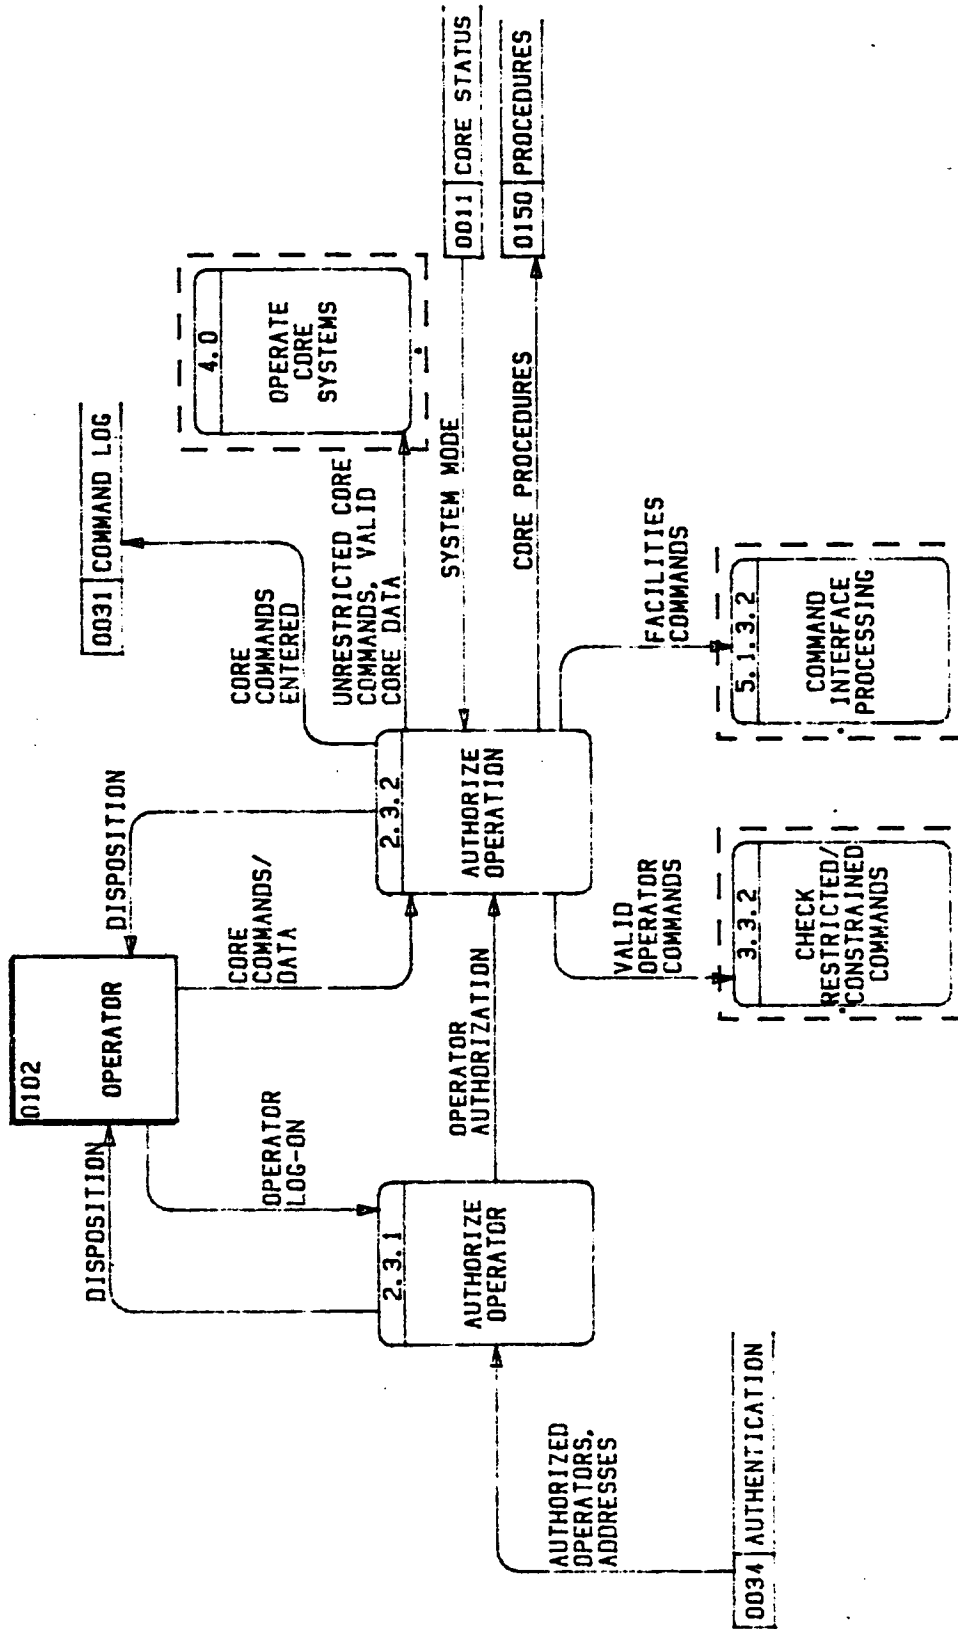 0102
OPERATOR
DISPOSITION
DISPOSITION
OPERATOR
LOG-ON
CORE
COMMANDS/
DATA
0031
COMMAND LOG
CORE
COMMANDS
ENTERED
4.0
OPERATE
CORE
SYSTEMS
UNRESTRICTED CORE
COMMANDS, VALID
CORE DATA
2.3.1
AUTHORIZE
OPERATOR
OPERATOR
AUTHORIZATION
2.3.2
AUTHORIZE
OPERATION
SYSTEM MODE
0011
CORE STATUS
CORE PROCEDURES
0150
PROCEDURES
AUTHORIZED
OPERATORS,
ADDRESSES
0034
AUTHENTICATION
VALID
OPERATOR
COMMANDS
3.3.2
CHECK
RESTRICTED/
CONSTRAINED
COMMANDS
FACILITIES
COMMANDS
5.1.3.2
COMMAND
INTERFACE
PROCESSING